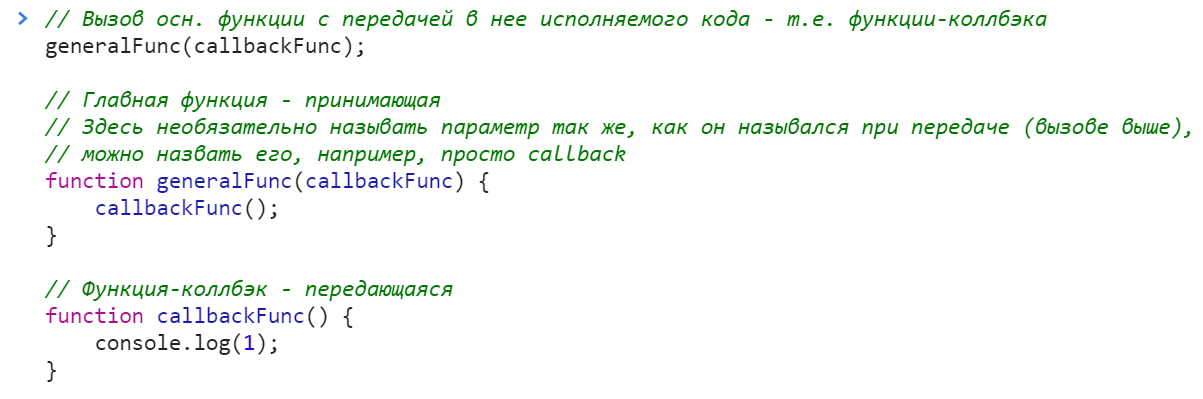 // Вызов осн. функции с передачей в нее исполняемого кода - т.е. функции-коллбэка
generalFunc(callbackFunc);
// Главная функция - принимающая
// Здесь необязательно называть параметр так же, как он назывался при передаче (вызове выше),
// можно назвать его, например, просто callback
function generalFunc(callbackFunc) {
    callbackFunc();
}
// Функция-коллбэк - передающаяся
function callbackFunc() {
    console.log(1);
}